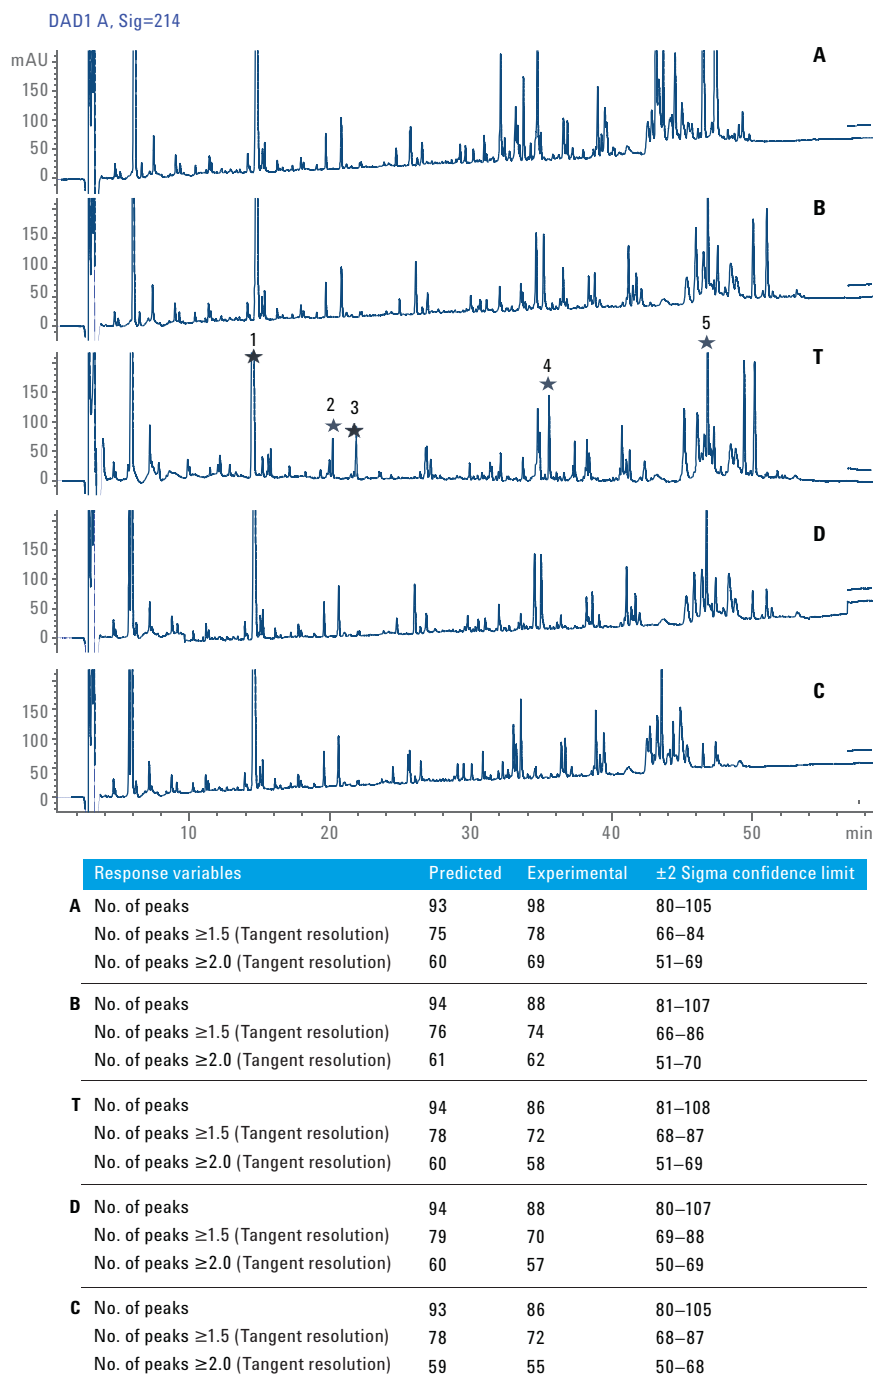 DAD1 A, Sig=214
mAU
A
150
100
50
0
B
150
100
50
0
1
5
T
4
2 3
150
100
50
0
D
150
100
50
0
C
150
100
50
0
10 20 30 40 50 min
Response variables Predicted Experimental ±2 Sigma confidence limit
A No. of peaks 93 98 80–105
No. of peaks ≥1.5 (Tangent resolution) 75 78 66–84
No. of peaks ≥2.0 (Tangent resolution) 60 69 51–69
B No. of peaks 94 88 81–107
No. of peaks ≥1.5 (Tangent resolution) 76 74 66–86
No. of peaks ≥2.0 (Tangent resolution) 61 62 51–70
T No. of peaks 94 86 81–108
No. of peaks ≥1.5 (Tangent resolution) 78 72 68–87
No. of peaks ≥2.0 (Tangent resolution) 60 58 51–69
D No. of peaks 94 88 80–107
No. of peaks ≥1.5 (Tangent resolution) 79 70 69–88
No. of peaks ≥2.0 (Tangent resolution) 60 57 50–69
C No. of peaks 93 86 80–105
No. of peaks ≥1.5 (Tangent resolution) 78 72 68–87
No. of peaks ≥2.0 (Tangent resolution) 59 55 50–68